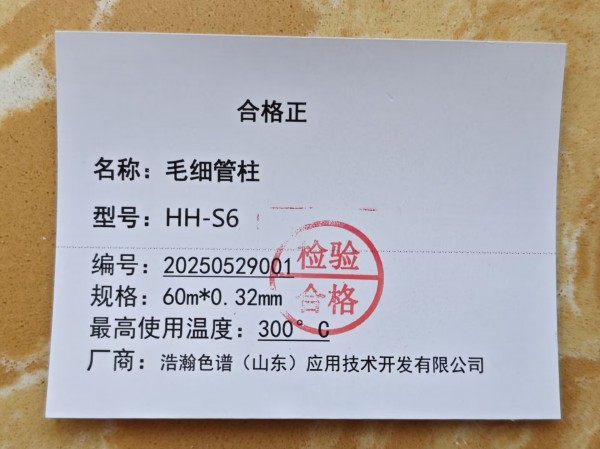 合格正
名称：毛细管柱
型号：HH-S6
编号：20250529001
规格：60m*0.32mm
最高使用温度：300°C
厂商：浩瀚色谱（山东）应用技术开发有限公司
检验
合格